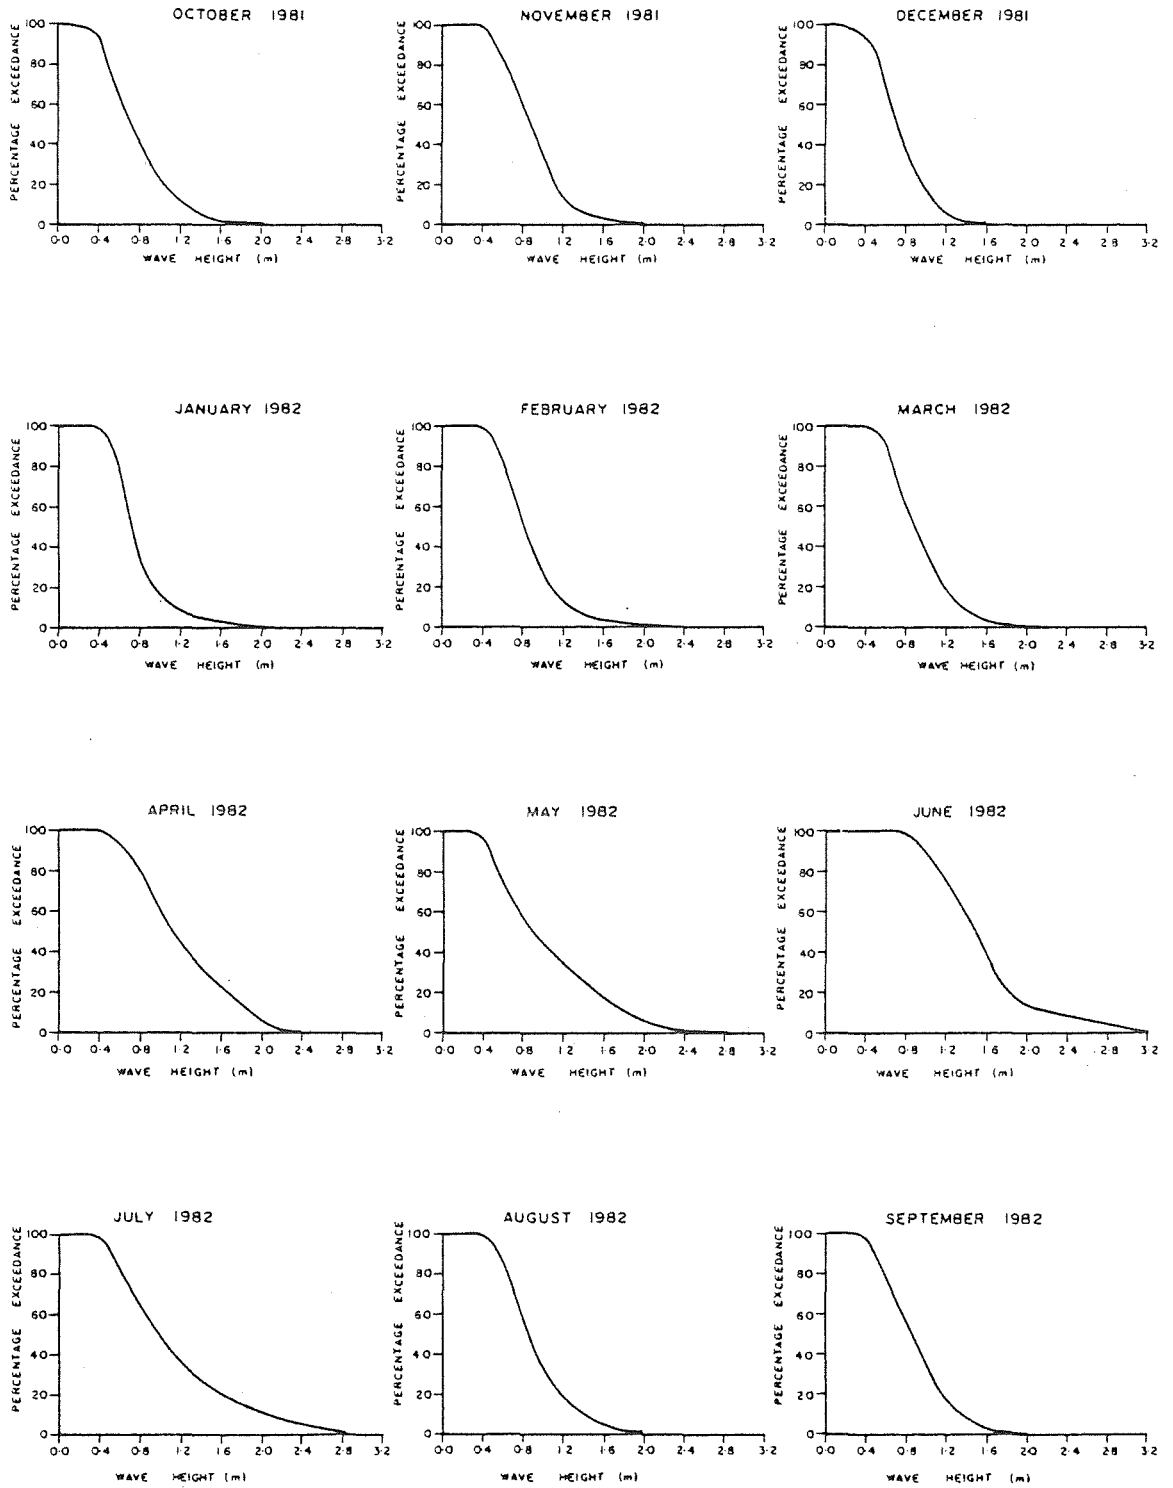 OCTOBER 1981
PERCENTAGE EXCEEDANCE
100
80
60
40
20
0
0·0 0·4 0·8 1·2 1·6 2·0 2·4 2·8 3·2
WAVE HEIGHT (m)
NOVEMBER 1981
PERCENTAGE EXCEEDANCE
100
80
60
40
20
0
0·0 0·4 0·8 1·2 1·6 2·0 2·4 2·8 3·2
WAVE HEIGHT (m)
DECEMBER 1981
PERCENTAGE EXCEEDANCE
100
80
60
40
20
0
0·0 0·4 0·8 1·2 1·6 2·0 2·4 2·8 3·2
WAVE HEIGHT (m)
JANUARY 1982
PERCENTAGE EXCEEDANCE
100
80
60
40
20
0
0·0 0·4 0·8 1·2 1·6 2·0 2·4 2·8 3·2
WAVE HEIGHT (m)
FEBRUARY 1982
PERCENTAGE EXCEEDANCE
100
80
60
40
20
0
0·0 0·4 0·8 1·2 1·6 2·0 2·4 2·8 3·2
WAVE HEIGHT (m)
MARCH 1982
PERCENTAGE EXCEEDANCE
100
80
60
40
20
0
0·0 0·4 0·8 1·2 1·6 2·0 2·4 2·8 3·2
WAVE HEIGHT (m)
APRIL 1982
PERCENTAGE EXCEEDANCE
100
80
60
40
20
0
0·0 0·4 0·8 1·2 1·6 2·0 2·4 2·8 3·2
WAVE HEIGHT (m)
MAY 1982
PERCENTAGE EXCEEDANCE
100
80
60
40
20
0
0·0 0·4 0·8 1·2 1·6 2·0 2·4 2·8 3·2
WAVE HEIGHT (m)
JUNE 1982
PERCENTAGE EXCEEDANCE
100
80
60
40
20
0
0·0 0·4 0·8 1·2 1·6 2·0 2·4 2·8 3·2
WAVE HEIGHT (m)
JULY 1982
PERCENTAGE EXCEEDANCE
100
80
60
40
20
0
0·0 0·4 0·8 1·2 1·6 2·0 2·4 2·8 3·2
WAVE HEIGHT (m)
AUGUST 1982
PERCENTAGE EXCEEDANCE
100
80
60
40
20
0
0·0 0·4 0·8 1·2 1·6 2·0 2·4 2·8 3·2
WAVE HEIGHT (m)
SEPTEMBER 1982
PERCENTAGE EXCEEDANCE
100
80
60
40
20
0
0·0 0·4 0·8 1·2 1·6 2·0 2·4 2·8 3·2
WAVE HEIGHT (m)